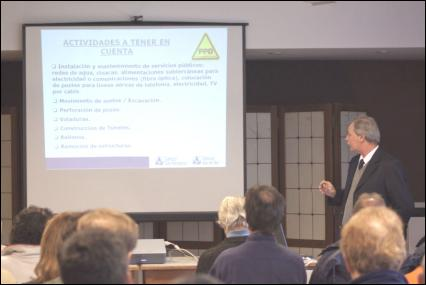 ACTIVIDADES A TENER EN
CUENTA
PPD
Instalación y mantenimiento de servicios públicos:
redes de agua, cloacas, alimentaciones subterráneas para
electricidad o comunicaciones (fibra óptica), colocación
de postes para líneas aéreas de telefonía, electricidad, TV
por cable.
Movimiento de suelos / Excavación.
Perforación de pozos.
Voladuras.
Construcción de Túneles.
Rellenos.
Remoción de estructuras.